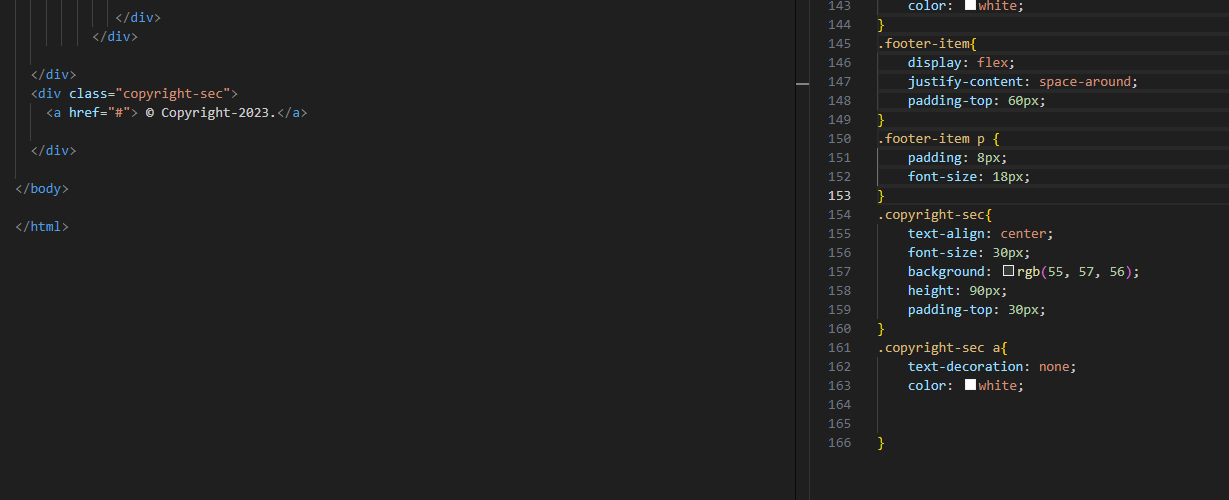 </div>
</div>
</div>
<div class="copyright-sec">
<a href="#"> © Copyright-2023.</a>
</div>
</body>
</html>
143 color: white;
144 }
145 .footer-item{
146 display: flex;
147 justify-content: space-around;
148 padding-top: 60px;
149 }
150 .footer-item p {
151 padding: 8px;
152 font-size: 18px;
153 }
154 .copyright-sec{
155 text-align: center;
156 font-size: 30px;
157 background: rgb(55, 57, 56);
158 height: 90px;
159 padding-top: 30px;
160 }
161 .copyright-sec a{
162 text-decoration: none;
163 color: white;
164
165
166 }